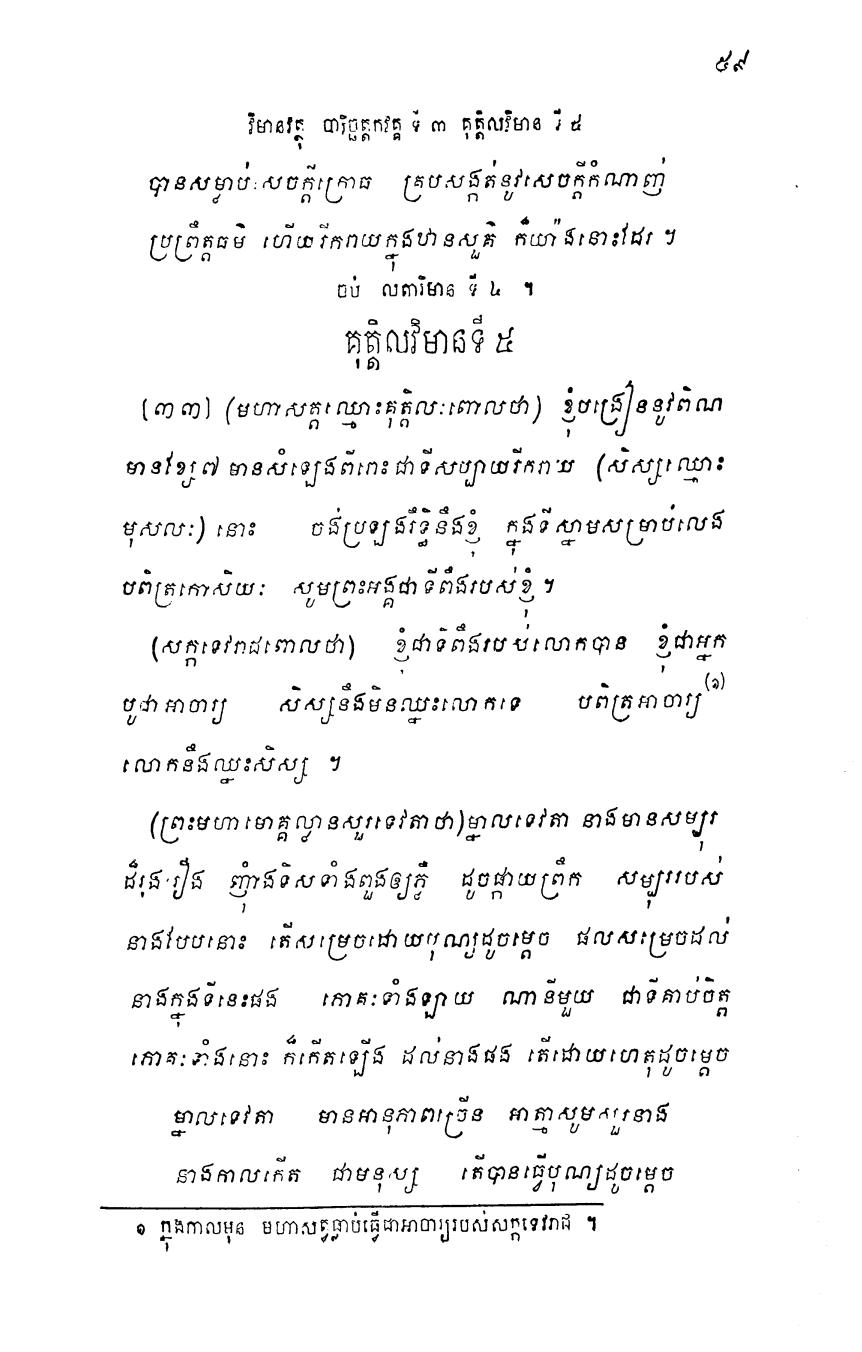 ៥៩
វិមានវត្ថុ បារិច្ឆត្តកវគ្គ ទី ៣ គុត្តិលវិមាន ទី ៥
បានសម្លាប់ៈសចក្តីក្រោធ គ្របសង្កត់នូវសេចក្តីកំណាញ់
ប្រព្រឹត្តធម៌ ហើយរីករាយក្នុងឋានសួគ៌ ក៏យ៉ាងនោះដែរ ។
ចប់ លតាវិមាន ទី ៤ ។
គុត្តិលវិមានទី ៥
[៣៣] (មហាសត្តឈ្មោះគុត្តិលៈពោលថា) ខ្ញុំបង្រៀននូវពិណ
មានខ្សែ៧ មានសំឡេងពីរោះជាទីសប្បាយរីករាយ (សិស្សឈ្មោះ
មុសលៈ) នោះ ចង់ប្រឡងរឹទ្ធិនឹងខ្ញុំ ក្នុងទីស្នាមសម្រាប់លេង
បពិត្រកោសិយៈ សូមព្រះអង្គជាទីពឹងរបស់ខ្ញុំ ។
(សក្កទេវរាជពោលថា) ខ្ញុំជាទីពឹងរបស់លោកបាន ខ្ញុំជាអ្នក
បូជាអាចារ្យ សិស្សនឹងមិនឈ្នះលោកទេ បពិត្រអាចារ្យ(១)
លោកនឹងឈ្នះសិស្ស ។
(ព្រះមហាមោគ្គល្លានសួរទេវតាថា) ម្នាលទេវតា នាងមានសម្បុរ
ដ៏រុងរឿង ញ៉ាំងទិសទាំងពួងឲ្យភ្លឺ ដូចផ្កាយព្រឹក សម្បុររបស់
នាងបែបនោះ តើសម្រេចដោយបុណ្យដូចម្តេច ផលសម្រេចដល់
នាងក្នុងទីនេះផង ភោគៈទាំងឡាយ ណានីមួយ ជាទីគាប់ចិត្ត
ភោគៈទាំងនោះ ក៏កើតឡើង ដល់នាងផង តើដោយហេតុដូចម្តេច
ម្នាលទេវតា មានអានុភាពច្រើន អាត្មាសូមសួរនាង
នាងកាលកើត ជាមនុស្ស តើបានធ្វើបុណ្យដូចម្តេច
១ ក្នុងកាលមុន មហាសត្វធ្លាប់ធ្វើជាអាចារ្យរបស់សក្កទេវរាជ ។